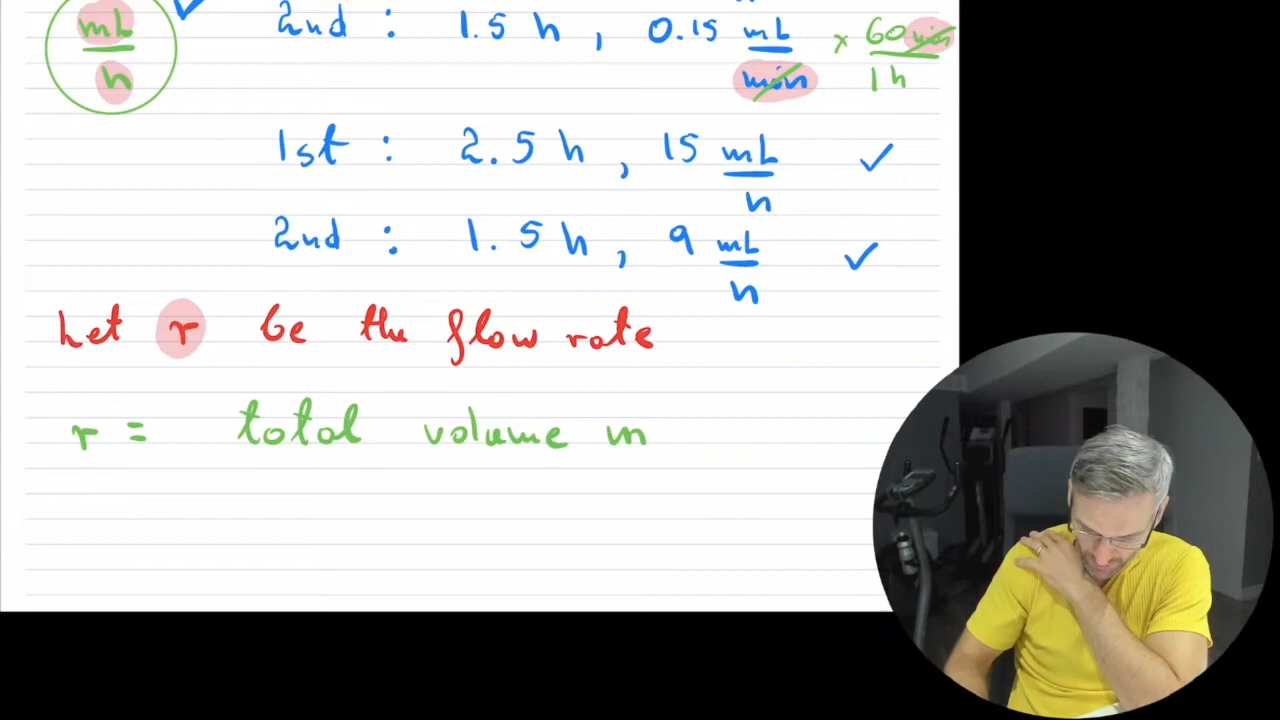 mL/h ✓ 2nd : 1.5 h , 0.15 mL/min × 60 min/1 h
1st : 2.5 h , 15 mL/h ✓
2nd : 1.5 h , 9 mL/h ✓
Let r be the flow rate
r = total volume in